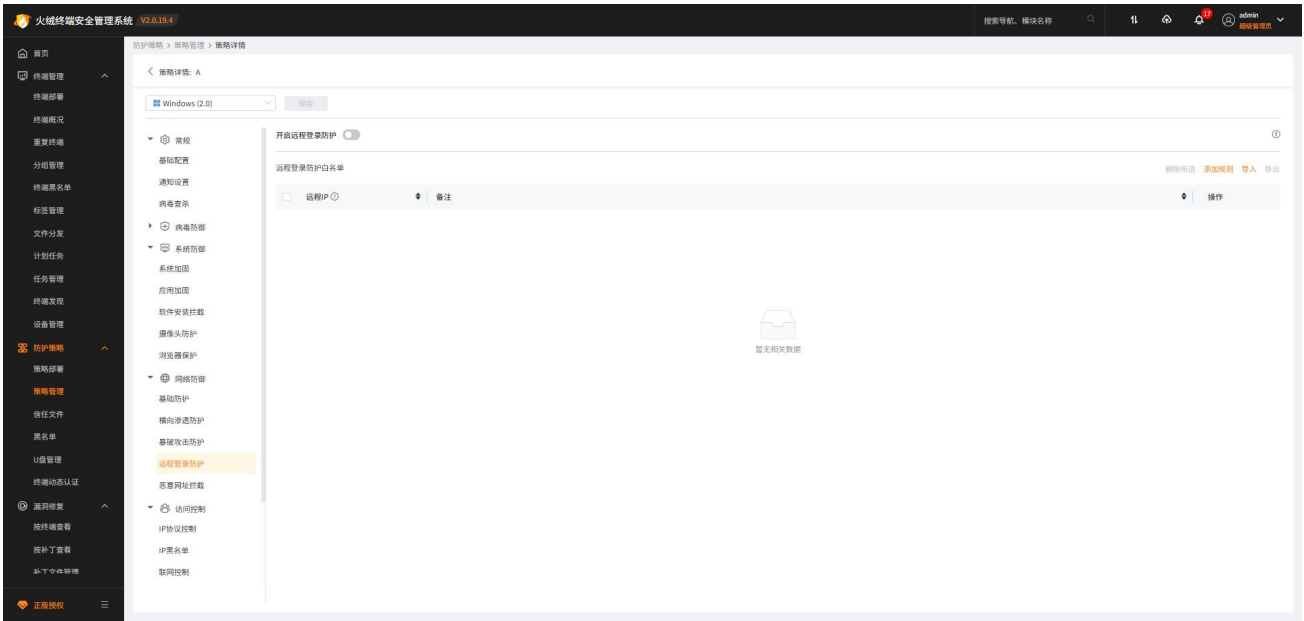 火绒终端安全管理系统 V2.0.19.4
搜索导航、模块名称
17
admin
超级管理员
首页
终端管理
终端部署
终端概况
重复终端
分组管理
终端黑名单
标签管理
文件分发
计划任务
任务管理
终端发现
设备管理
防护策略
策略部署
策略管理
信任文件
黑名单
U盘管理
终端动态认证
漏洞修复
按终端查看
按补丁查看
补丁文件管理
正版授权
防护策略 > 策略管理 > 策略详情
策略详情: A
Windows (2.0)
保存
常规
基础配置
通知设置
病毒查杀
病毒防御
系统防御
系统加固
应用加固
软件安装拦截
摄像头防护
浏览器保护
网络防御
基础防护
横向渗透防护
暴破攻击防护
远程登录防护
恶意网址拦截
访问控制
IP协议控制
IP黑名单
联网控制
开启远程登录防护
远程登录防护白名单
删除所选 添加规则 导入 导出
远程IP 备注 操作
暂无相关数据